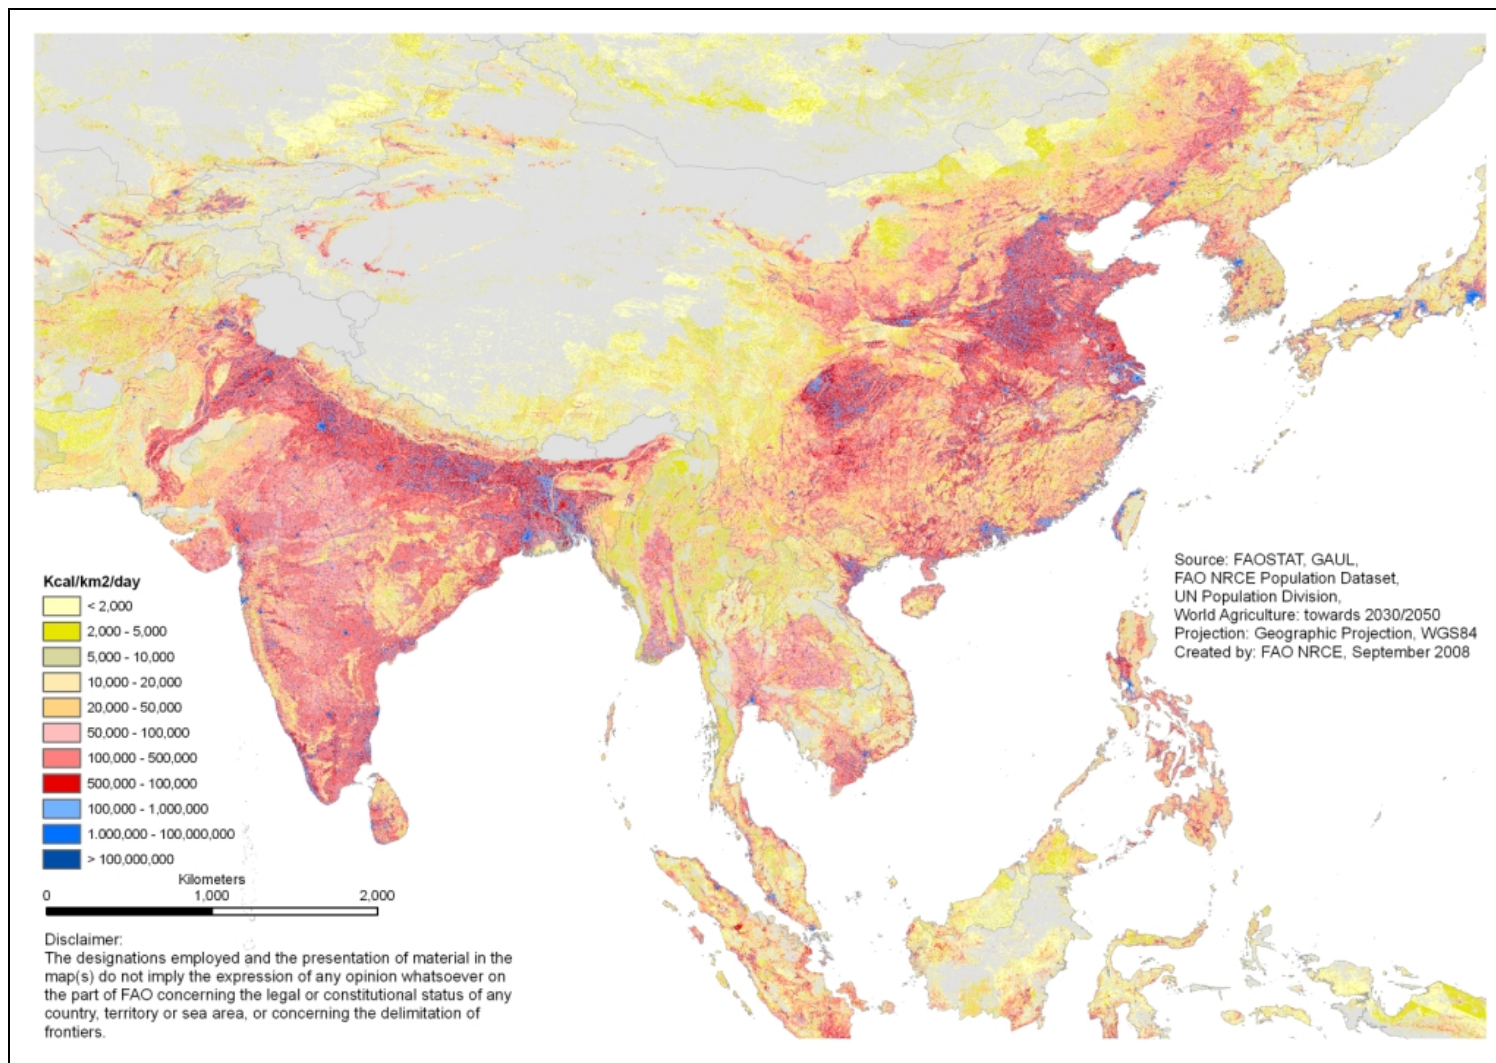 Kcal/km2/day
< 2,000
2,000 - 5,000
5,000 - 10,000
10,000 - 20,000
20,000 - 50,000
50,000 - 100,000
100,000 - 500,000
500,000 - 100,000
100,000 - 1,000,000
1.000,000 - 100,000,000
> 100,000,000
Kilometers
0 1,000 2,000
Disclaimer:
The designations employed and the presentation of material in the
map(s) do not imply the expression of any opinion whatsoever on
the part of FAO concerning the legal or constitutional status of any
country, territory or sea area, or concerning the delimitation of
frontiers.
Source: FAOSTAT, GAUL,
FAO NRCE Population Dataset,
UN Population Division,
World Agriculture: towards 2030/2050
Projection: Geographic Projection, WGS84
Created by: FAO NRCE, September 2008